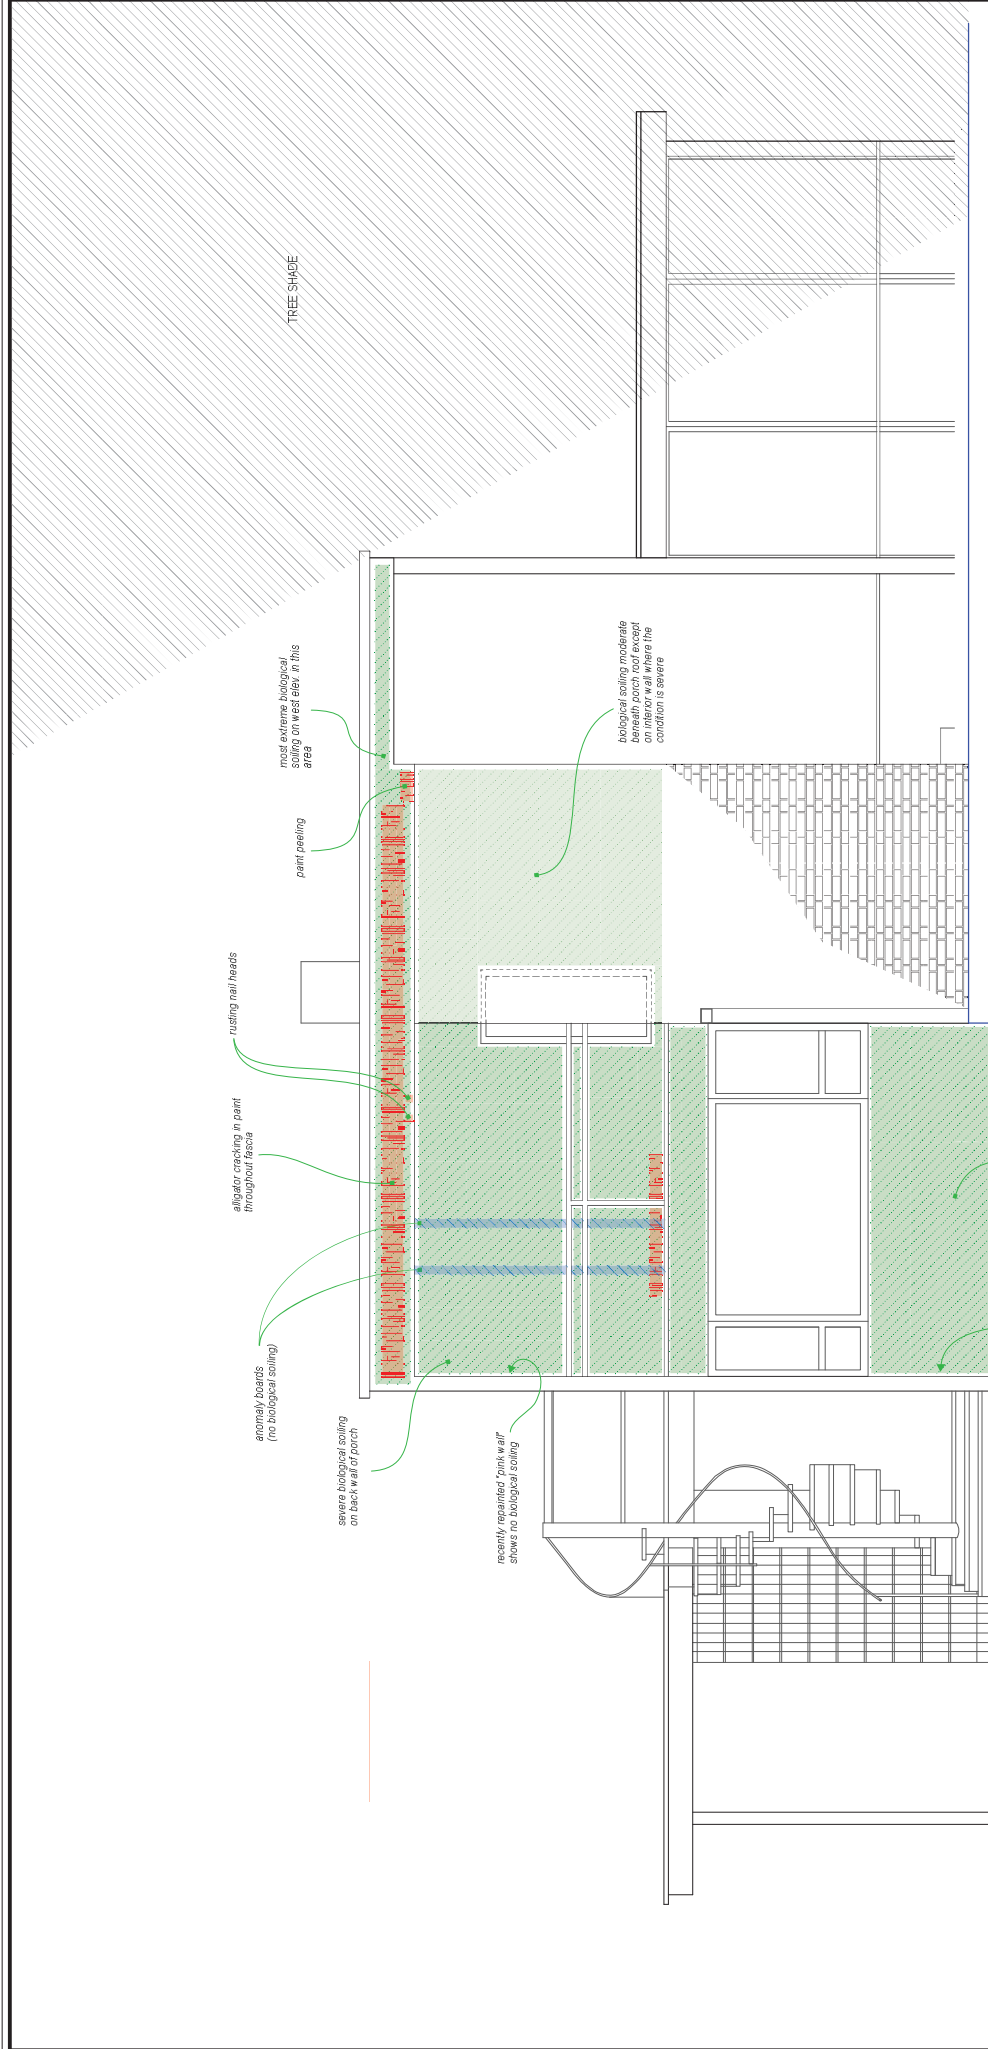 TREE SHADE
most extreme biological
soiling on west elev. in this
area
paint peeling
rusting nail heads
alligator cracking in paint
throughout fascia
anomaly boards
(no biological soiling)
severe biological soiling
on back wall of porch
recently repainted "pink wall"
shows no biological soiling
biological soiling moderate
beneath porch roof except
on interior wall where the
condition is severe